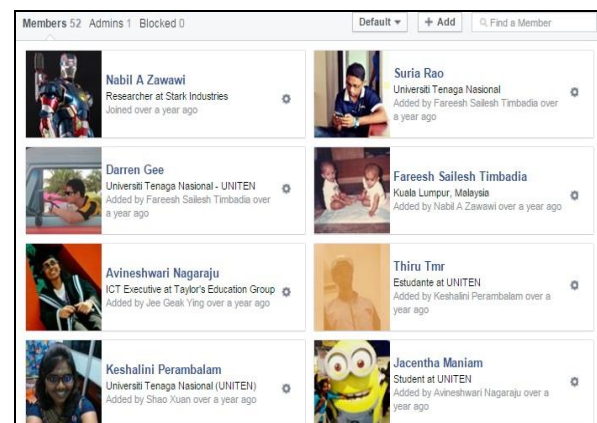 Members 52 Admins 1 Blocked 0 Default + Add Find a Member
Nabil A Zawawi
Researcher at Stark Industries
Joined over a year ago
Suria Rao
Universiti Tenaga Nasional
Added by Fareesh Sailesh Timbadia over
a year ago
Darren Gee
Universiti Tenaga Nasional - UNITEN
Added by Fareesh Sailesh Timbadia over
a year ago
Fareesh Sailesh Timbadia
Kuala Lumpur, Malaysia
Added by Nabil A Zawawi over a year ago
Avineshwari Nagaraju
ICT Executive at Taylor's Education Group
Added by Jee Geak Ying over a year ago
Thiru Tmr
Estudante at UNITEN
Added by Keshalini Perambalam over a
year ago
Keshalini Perambalam
Universiti Tenaga Nasional (UNITEN)
Added by Shao Xuan over a year ago
Jacentha Maniam
Student at UNITEN
Added by Avineshwari Nagaraju over a
year ago